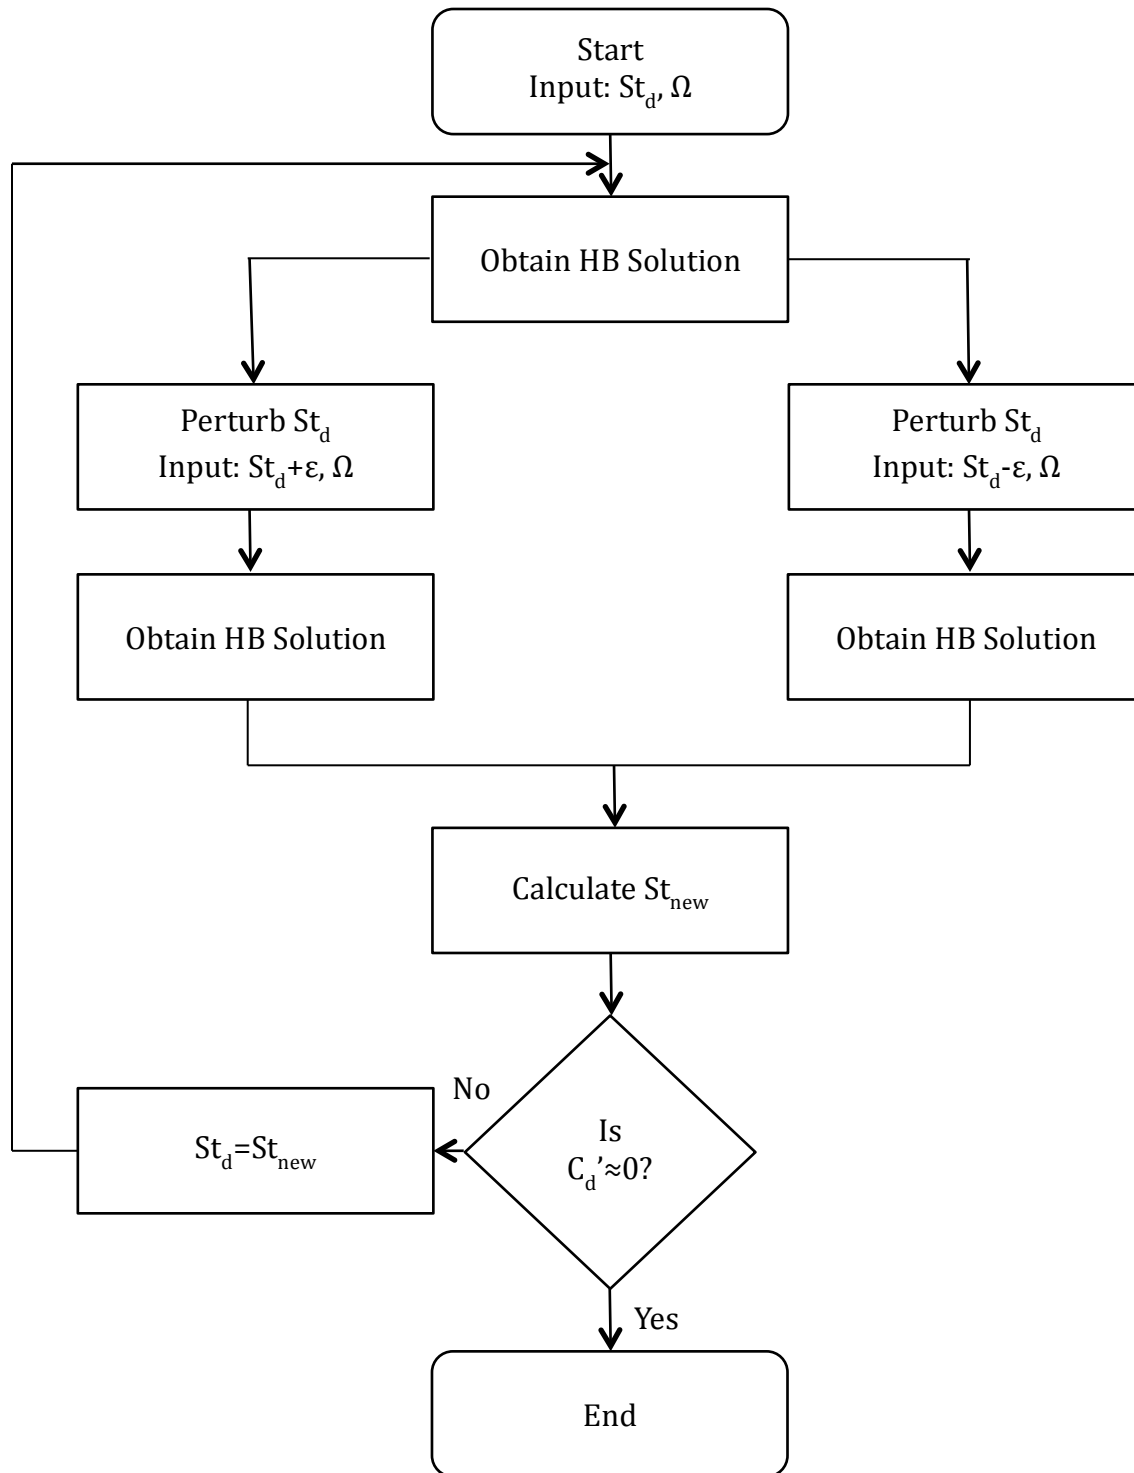 Start
Input: St_d, Ω
Obtain HB Solution
Perturb St_d
Input: St_d+ε, Ω
Perturb St_d
Input: St_d-ε, Ω
Obtain HB Solution
Obtain HB Solution
Calculate St_new
No
Is
C_d’≈0?
St_d=St_new
Yes
End